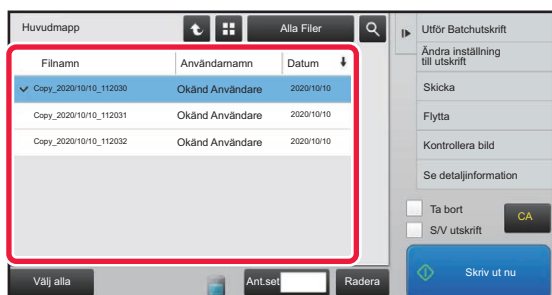 Huvudmapp
Alla Filer
Filnamn Användarnamn Datum
Copy_2020/10/10_112030 Okänd Användare 2020/10/10
Copy_2020/10/10_112031 Okänd Användare 2020/10/10
Copy_2020/10/10_112032 Okänd Användare 2020/10/10
Välj alla
Ant.set
Radera
Utför Batchutskrift
Ändra inställning
till utskrift
Skicka
Flytta
Kontrollera bild
Se detaljinformation
Ta bort
S/V utskrift
CA
Skriv ut nu